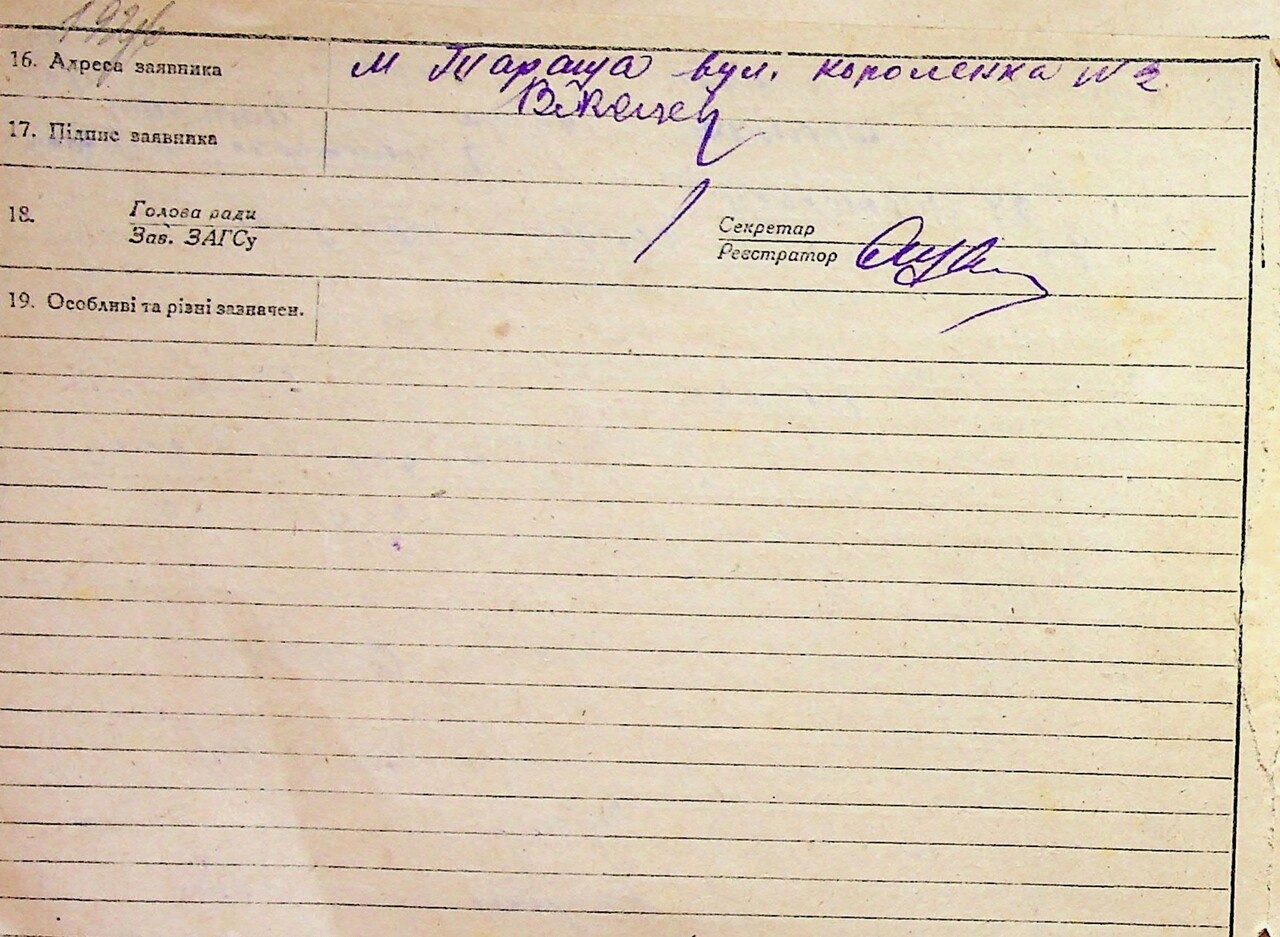 16. Адреса заявника м Тараща вул. короленка № 2
17. Підпис заявника
18. Голова ради
Зав. ЗАГСу
Секретар
Реєстратор
19. Особливі та різні зазначен.